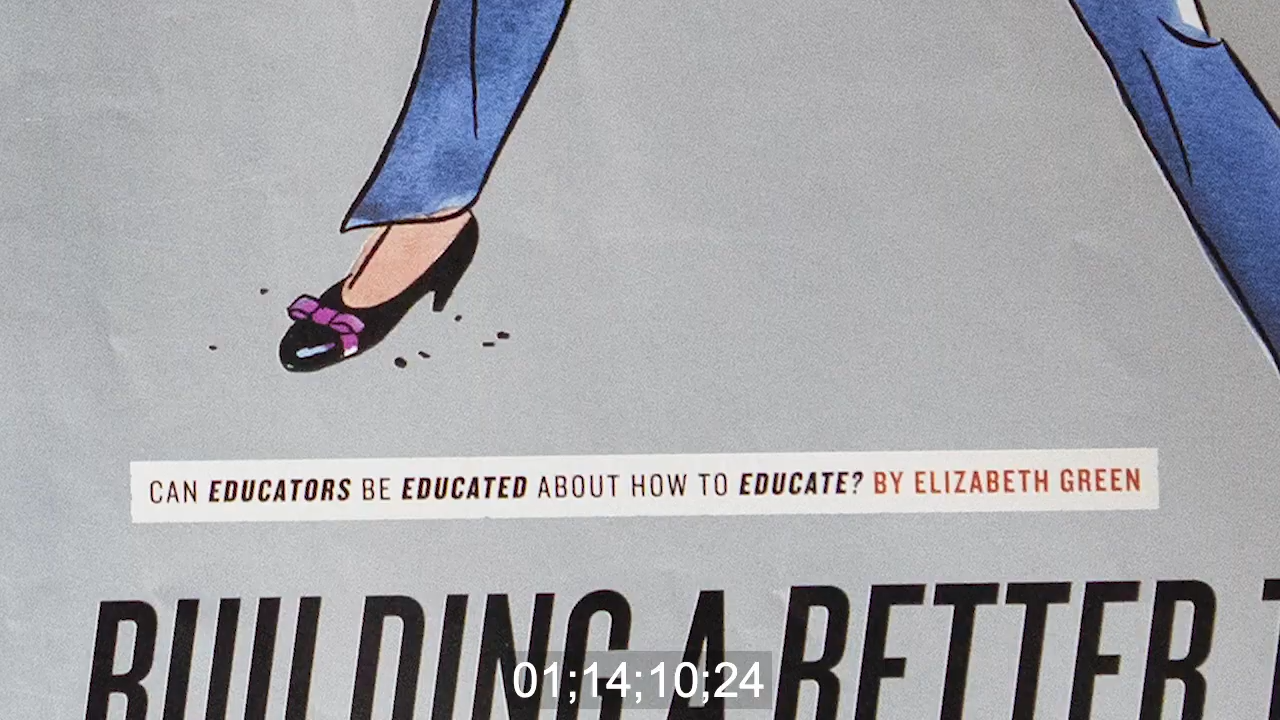 CAN EDUCATORS BE EDUCATED ABOUT HOW TO EDUCATE? BY ELIZABETH GREEN
BUILDING A BETTER T
01;14;10;24